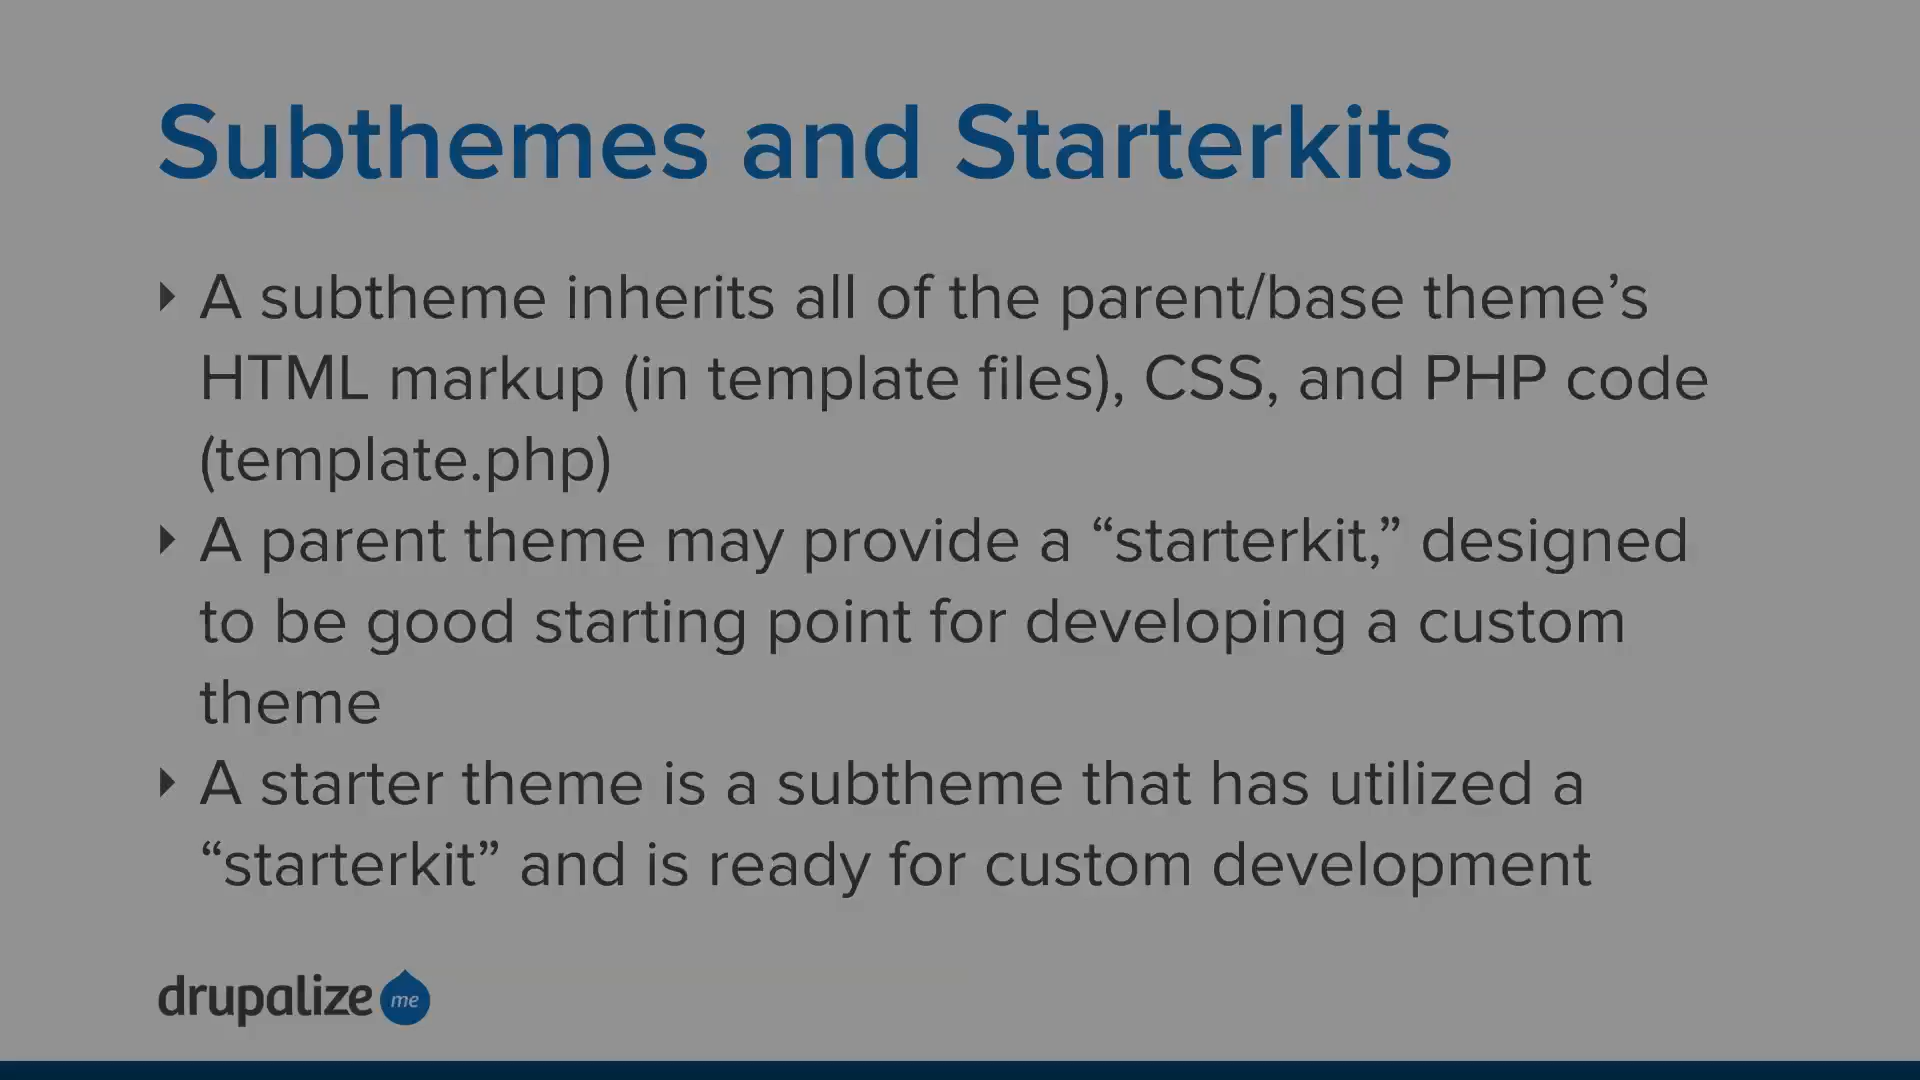 Subthemes and Starterkits
A subtheme inherits all of the parent/base theme’s
HTML markup (in template files), CSS, and PHP code
(template.php)
A parent theme may provide a “starterkit,” designed
to be good starting point for developing a custom
theme
A starter theme is a subtheme that has utilized a
“starterkit” and is ready for custom development
drupalize me